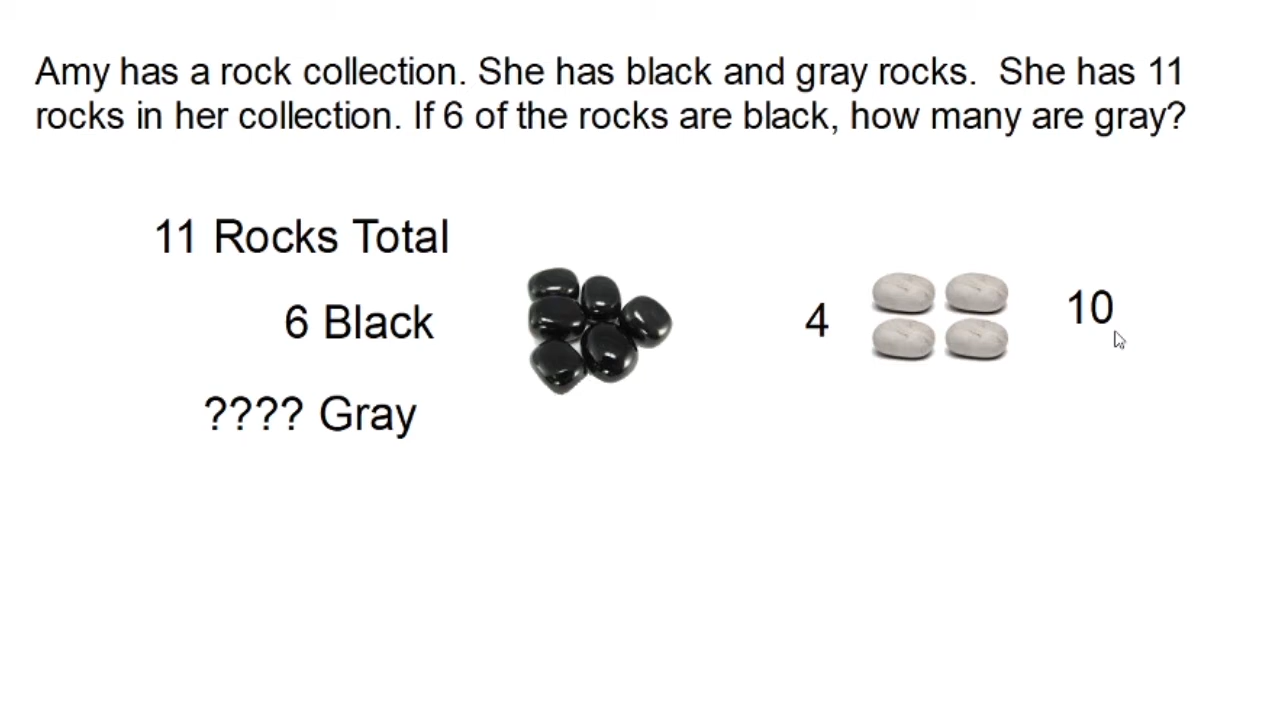 Amy has a rock collection. She has black and gray rocks.  She has 11
rocks in her collection. If 6 of the rocks are black, how many are gray?
11 Rocks Total
6 Black
4
10
???? Gray